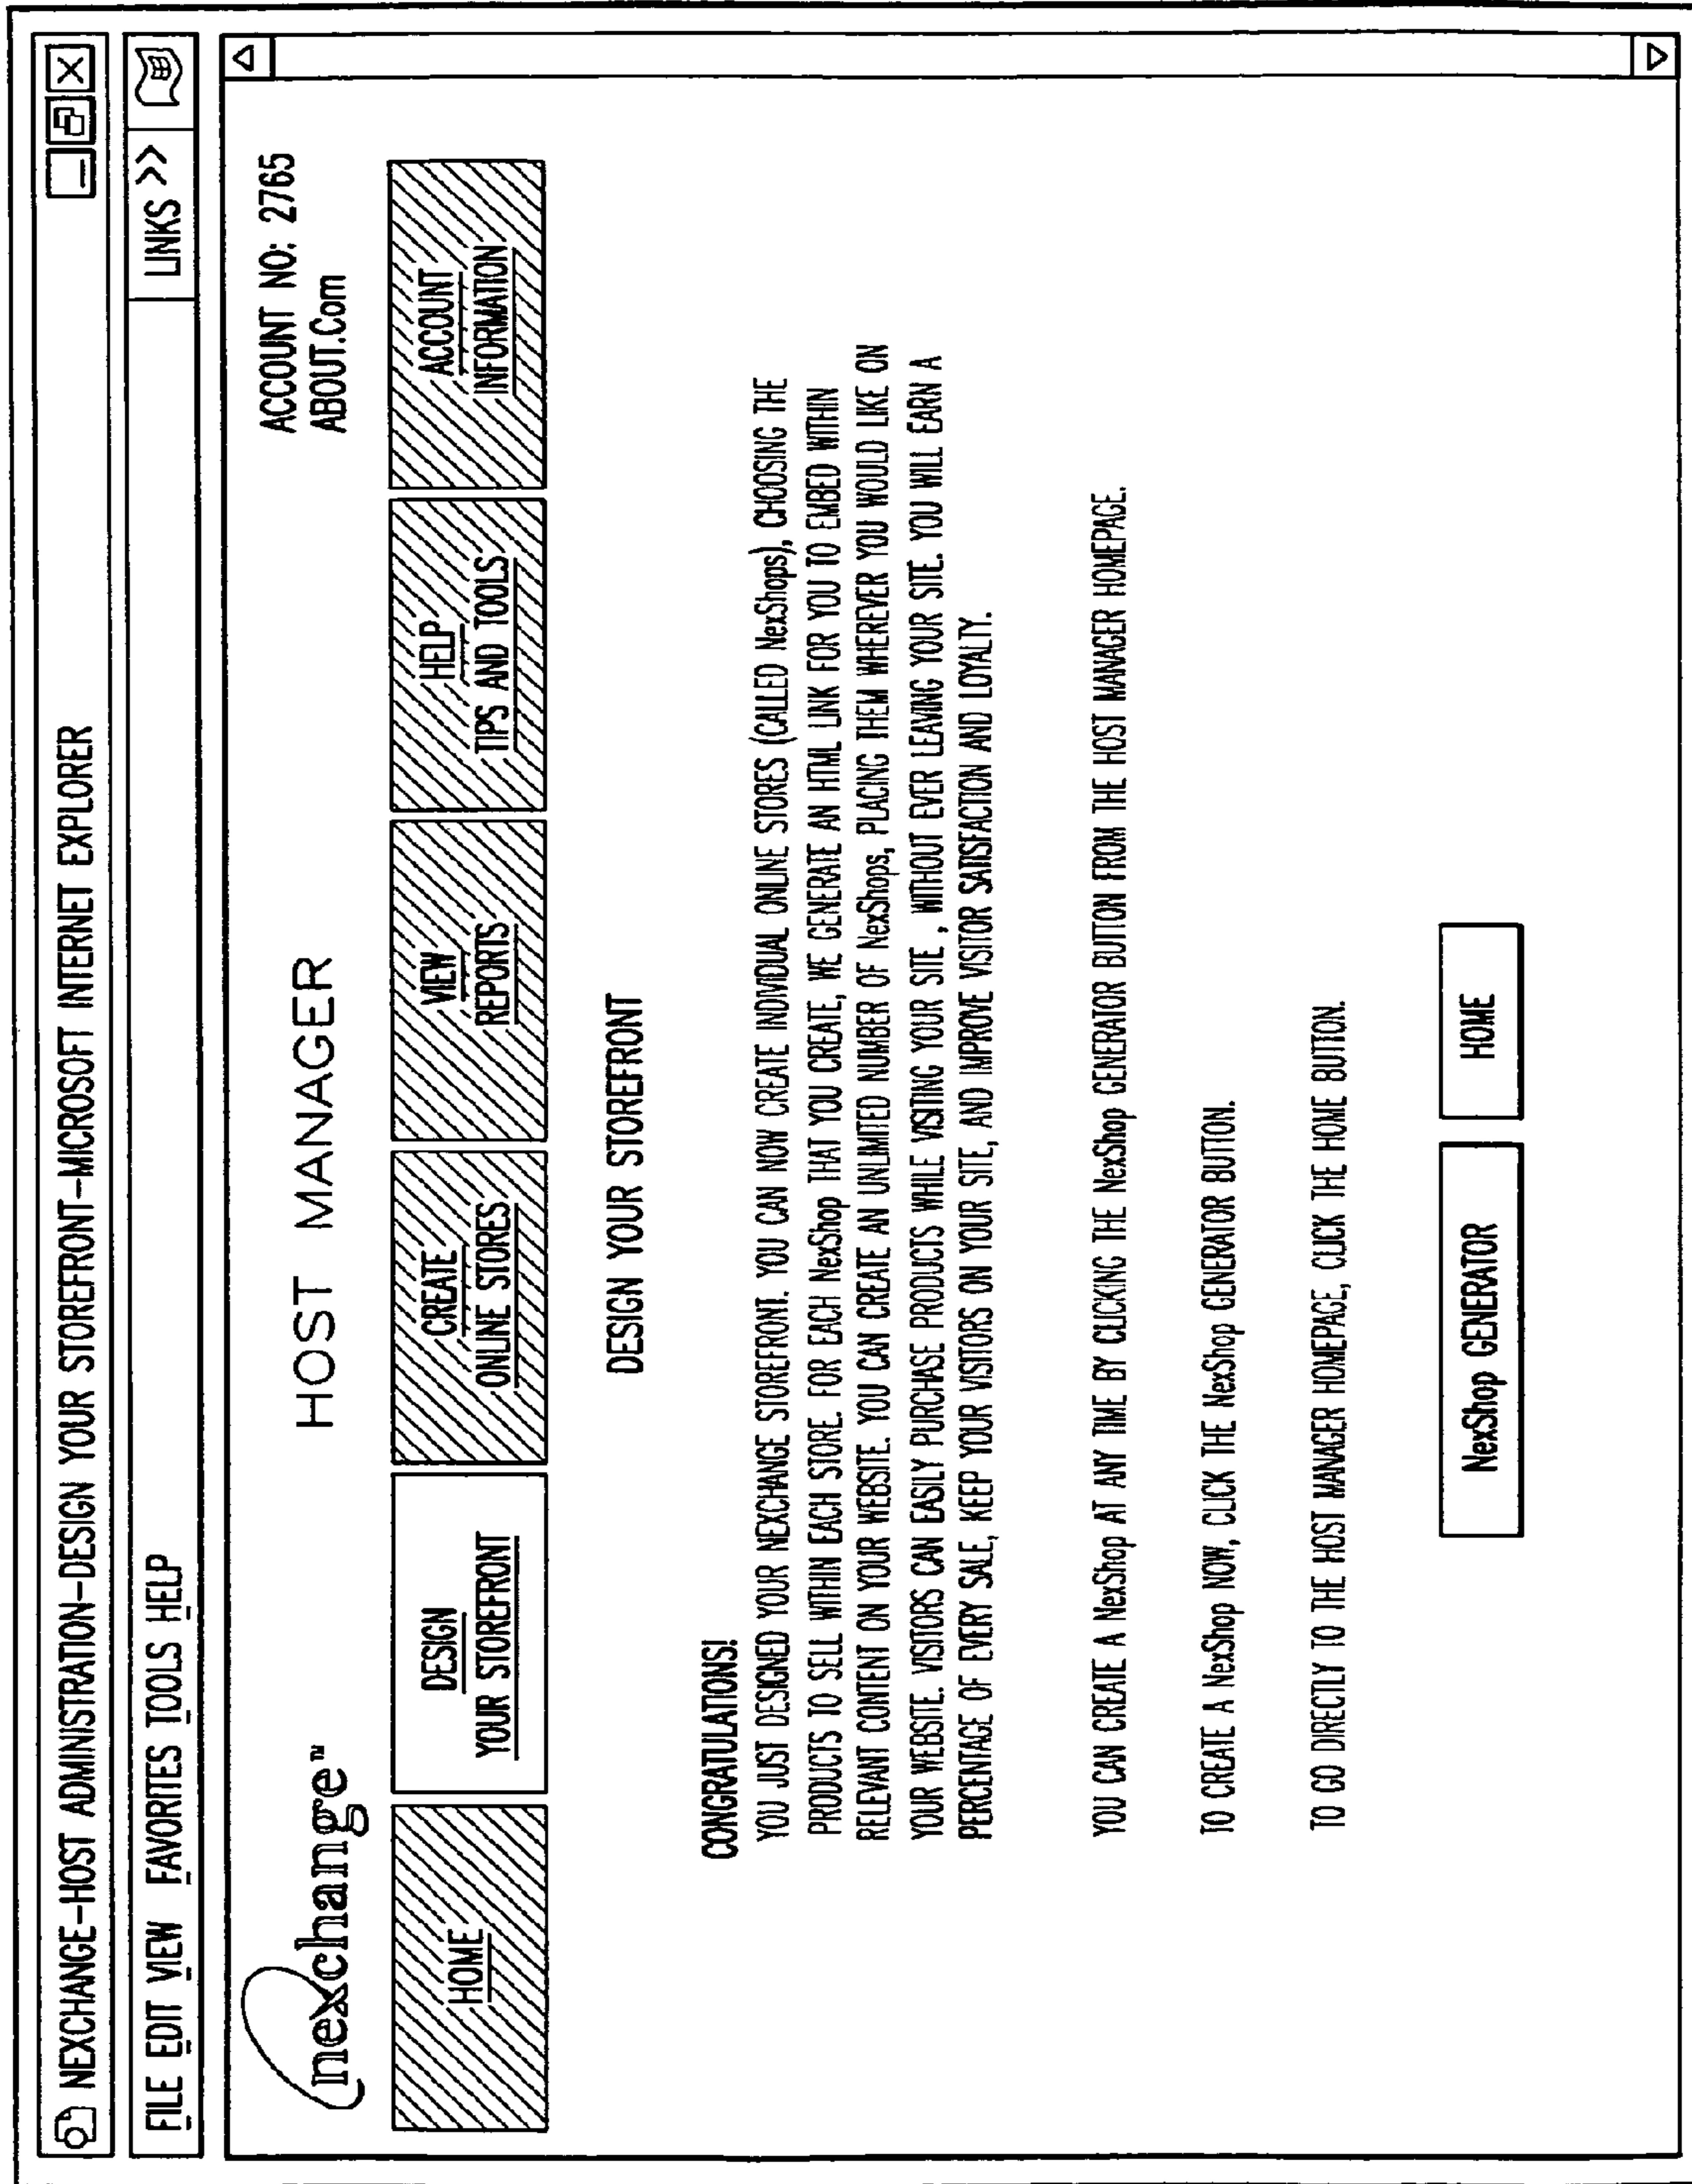 NEXCHANGE-HOST ADMINISTRATION-DESIGN YOUR STOREFRONT-MICROSOFT INTERNET EXPLORER
FILE EDIT VIEW FAVORITES TOOLS HELP
LINKS >>
nexchange™
HOST MANAGER
ACCOUNT NO: 2765
ABOUT.Com
HOME
DESIGN
YOUR STOREFRONT
CREATE
ONLINE STORES
VIEW
REPORTS
HELP
TIPS AND TOOLS
ACCOUNT
INFORMATION
DESIGN YOUR STOREFRONT
CONGRATULATIONS!
YOU JUST DESIGNED YOUR NEXCHANGE STOREFRONT. YOU CAN NOW CREATE INDIVIDUAL ONLINE STORES (CALLED NexShops), CHOOSING THE
PRODUCTS TO SELL WITHIN EACH STORE. FOR EACH NexShop THAT YOU CREATE, WE GENERATE AN HTML LINK FOR YOU TO EMBED WITHIN
RELEVANT CONTENT ON YOUR WEBSITE. YOU CAN CREATE AN UNLIMITED NUMBER OF NexShops, PLACING THEM WHEREVER YOU WOULD LIKE ON
YOUR WEBSITE. VISITORS CAN EASILY PURCHASE PRODUCTS WHILE VISITING YOUR SITE , WITHOUT EVER LEAVING YOUR SITE. YOU WILL EARN A
PERCENTAGE OF EVERY SALE, KEEP YOUR VISITORS ON YOUR SITE, AND IMPROVE VISITOR SATISFACTION AND LOYALTY.
YOU CAN CREATE A NexShop AT ANY TIME BY CLICKING THE NexShop GENERATOR BUTTON FROM THE HOST MANAGER HOMEPAGE.
TO CREATE A NexShop NOW, CLICK THE NexShop GENERATOR BUTTON.
TO GO DIRECTLY TO THE HOST MANAGER HOMEPAGE, CLICK THE HOME BUTTON.
NexShop GENERATOR
HOME